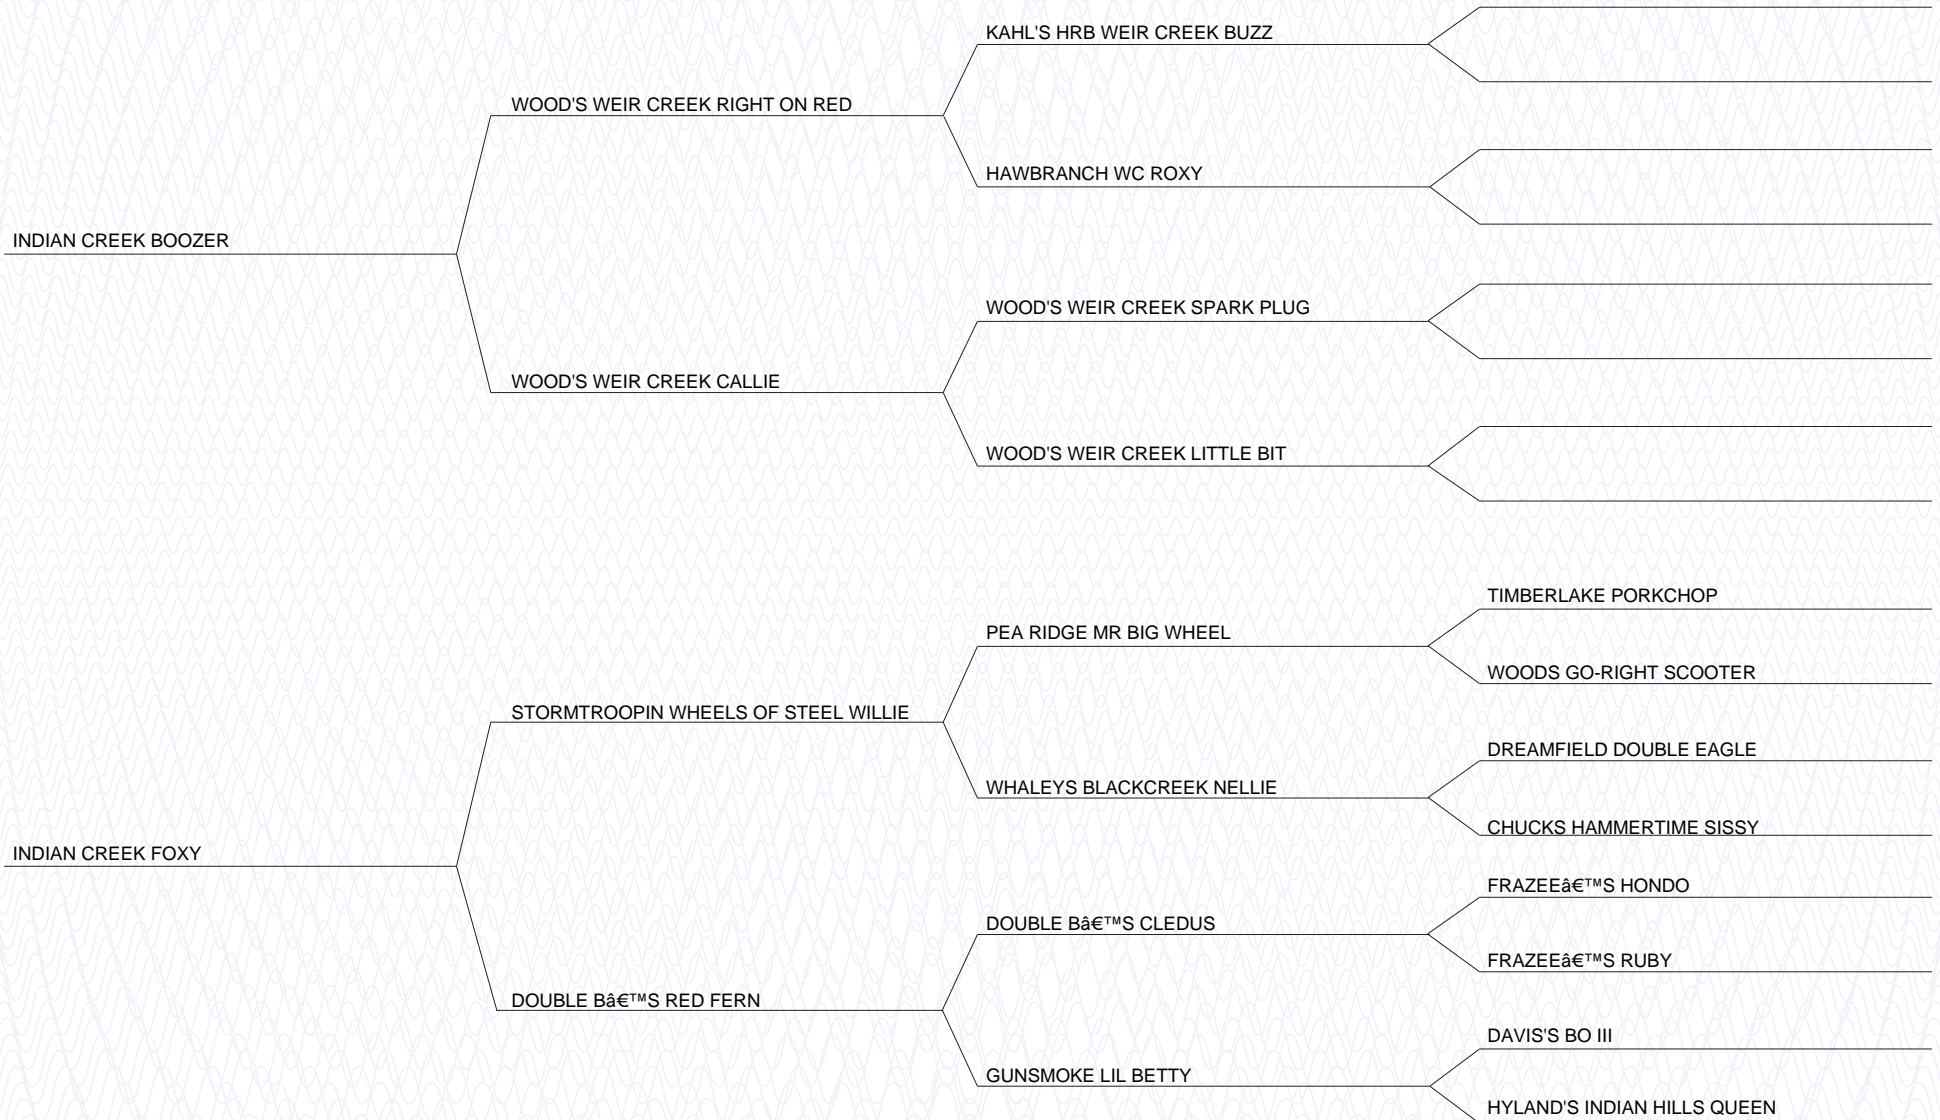 KAHL'S HRB WEIR CREEK BUZZ
WOOD'S WEIR CREEK RIGHT ON RED
HAWBRANCH WC ROXY
INDIAN CREEK BOOZER
WOOD'S WEIR CREEK SPARK PLUG
WOOD'S WEIR CREEK CALLIE
WOOD'S WEIR CREEK LITTLE BIT
TIMBERLAKE PORKCHOP
PEA RIDGE MR BIG WHEEL
WOODS GO-RIGHT SCOOTER
STORMTROOPIN WHEELS OF STEEL WILLIE
DREAMFIELD DOUBLE EAGLE
WHALEYS BLACKCREEK NELLIE
CHUCKS HAMMERTIME SISSY
INDIAN CREEK FOXY
FRAZEEâ€™S HONDO
DOUBLE Bâ€™S CLEDUS
FRAZEEâ€™S RUBY
DOUBLE Bâ€™S RED FERN
DAVIS'S BO III
GUNSMOKE LIL BETTY
HYLAND'S INDIAN HILLS QUEEN